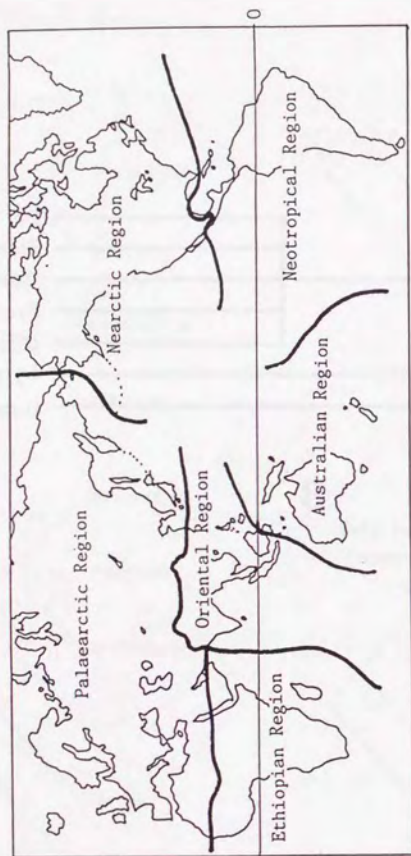 Palaearctic Region
Nearctic Region
Oriental Region
Ethiopian Region
Australian Region
Neotropical Region
0